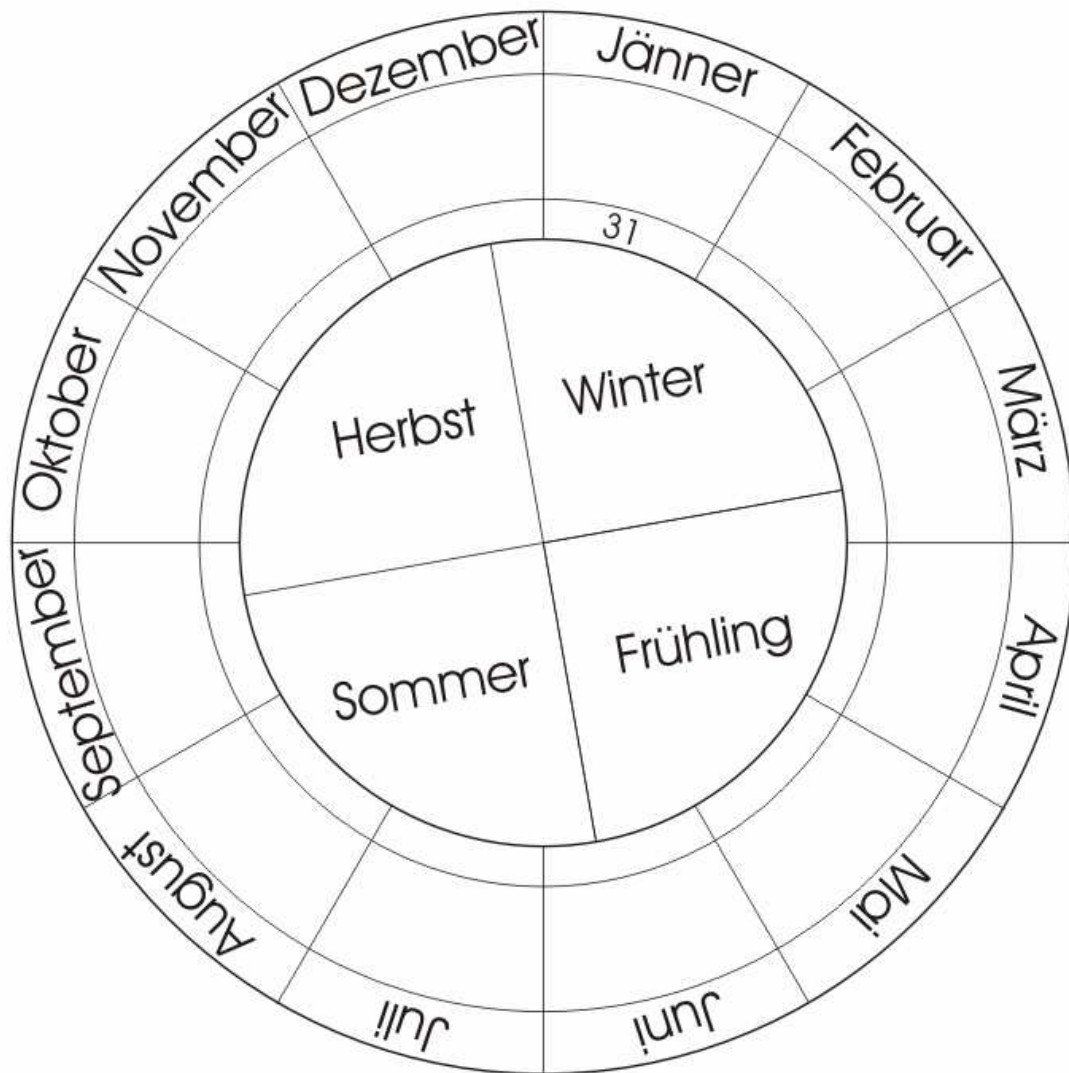 Jänner
Februar
März
April
Mai
Juni
Juli
August
September
Oktober
November
Dezember
31
Winter
Frühling
Sommer
Herbst